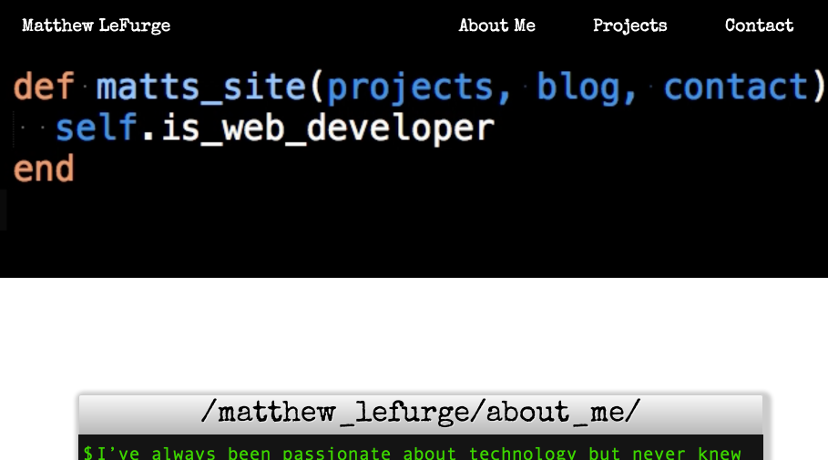 Matthew LeFurge About Me Projects Contact
def matts_site(projects, blog, contact)
self.is_web_developer
end
/matthew_lefurge/about_me/
$I've always been passionate about technology but never knew